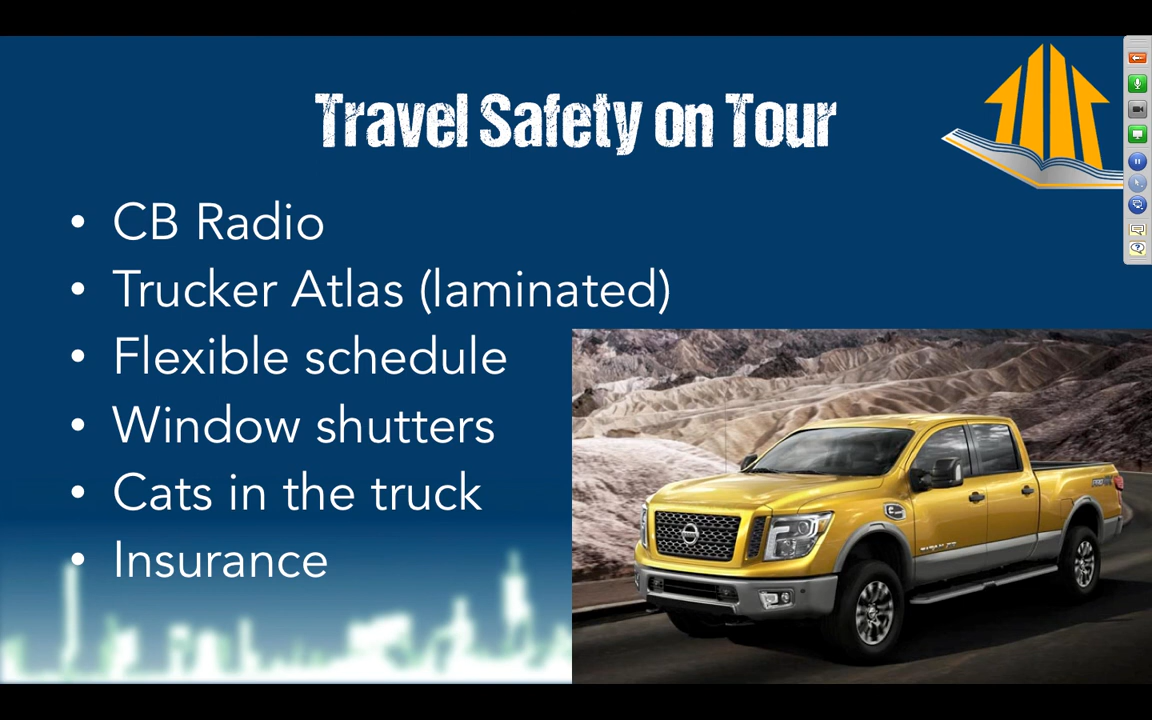 Travel Safety on Tour
• CB Radio
• Trucker Atlas (laminated)
• Flexible schedule
• Window shutters
• Cats in the truck
• Insurance